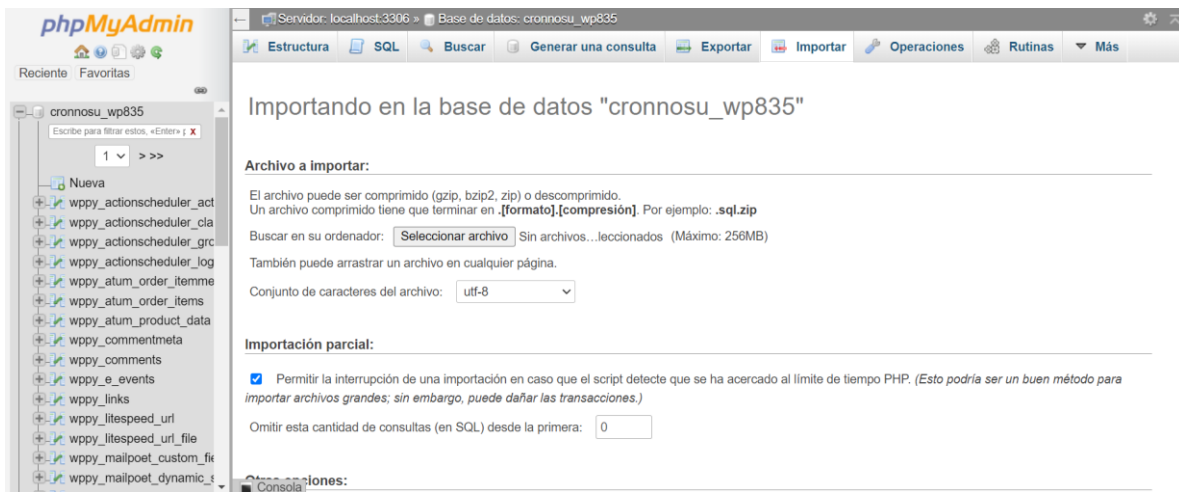 phpMyAdmin
Reciente Favoritas
cronnosu_wp835
Escribe para filtrar estos, «Enter» p X
1 > >>
Nueva
wppy_actionscheduler_act
wppy_actionscheduler_cla
wppy_actionscheduler_grc
wppy_actionscheduler_log
wppy_atum_order_itemme
wppy_atum_order_items
wppy_atum_product_data
wppy_commentmeta
wppy_comments
wppy_e_events
wppy_links
wppy_litespeed_url
wppy_litespeed_url_file
wppy_mailpoet_custom_fie
wppy_mailpoet_dynamic_s
Servidor: localhost:3306 » Base de datos: cronnosu_wp835
Estructura SQL Buscar Generar una consulta Exportar Importar Operaciones Rutinas Más
Importando en la base de datos "cronnosu_wp835"
Archivo a importar:
El archivo puede ser comprimido (gzip, bzip2, zip) o descomprimido.
Un archivo comprimido tiene que terminar en .[formato].[compresión]. Por ejemplo: .sql.zip
Buscar en su ordenador: Seleccionar archivo Sin archivos...leccionados (Máximo: 256MB)
También puede arrastrar un archivo en cualquier página.
Conjunto de caracteres del archivo: utf-8
Importación parcial:
Permitir la interrupción de una importación en caso que el script detecte que se ha acercado al límite de tiempo PHP. (Esto podría ser un buen método para
importar archivos grandes; sin embargo, puede dañar las transacciones.)
Omitir esta cantidad de consultas (en SQL) desde la primera: 0
Otras opciones:
Consola